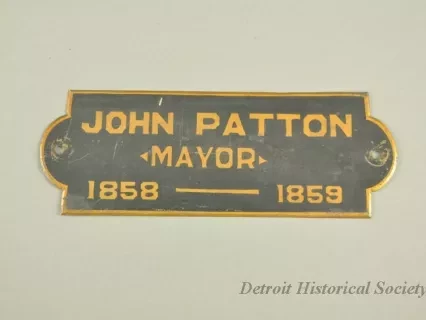 JOHN PATTON
MAYOR
1858 — 1859
Detroit Historical Society